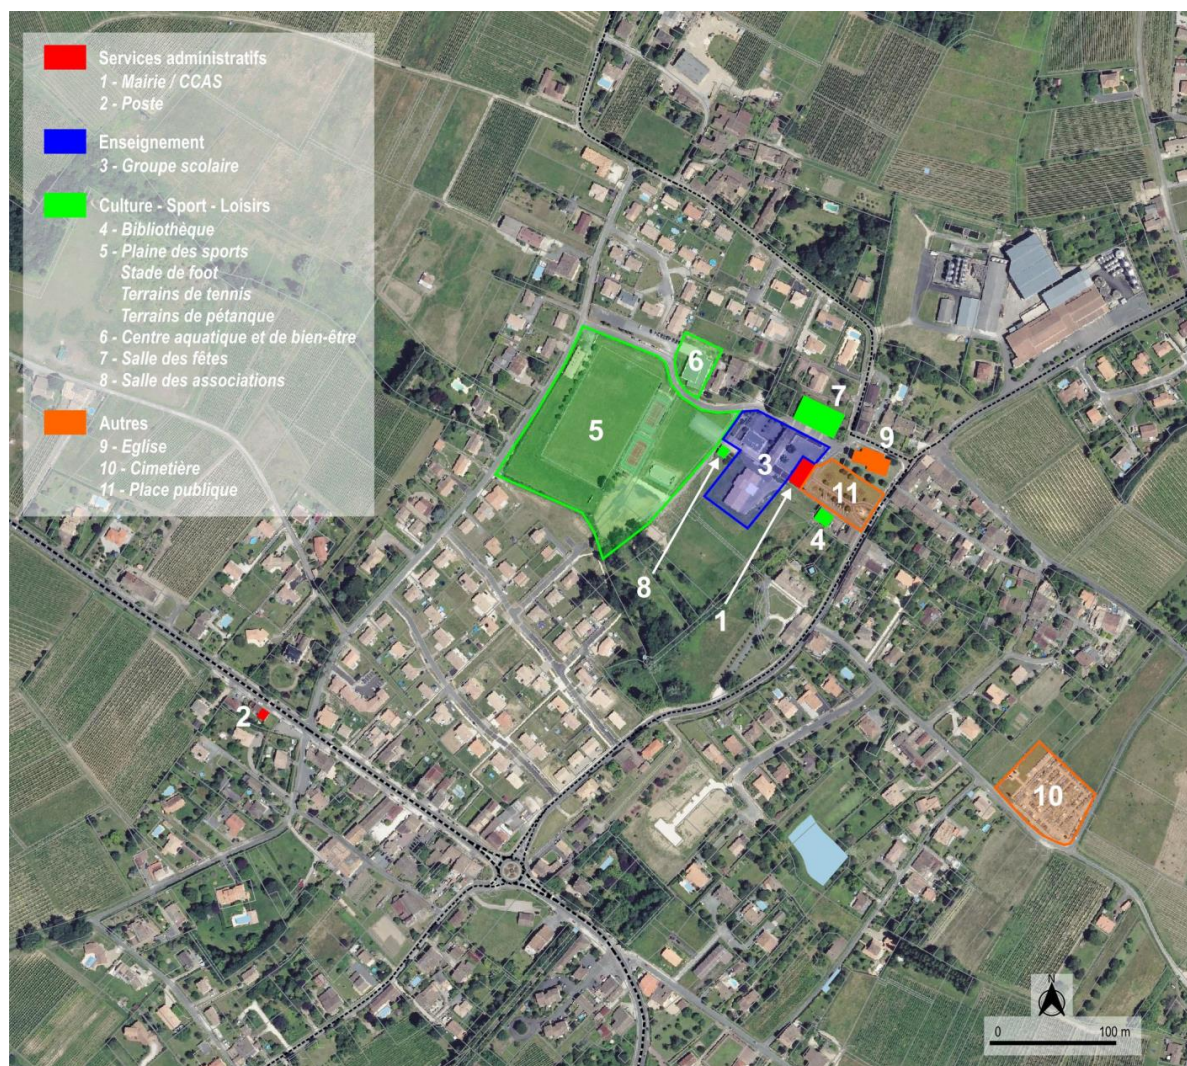 Services administratifs
1 - Mairie / CCAS
2 - Poste
Enseignement
3 - Groupe scolaire
Culture - Sport - Loisirs
4 - Bibliothèque
5 - Plaine des sports
Stade de foot
Terrains de tennis
Terrains de pétanque
6 - Centre aquatique et de bien-être
7 - Salle des fêtes
8 - Salle des associations
Autres
9 - Eglise
10 - Cimetière
11 - Place publique
6
7
5
9
3
11
4
8
1
2
10
N
0 100 m